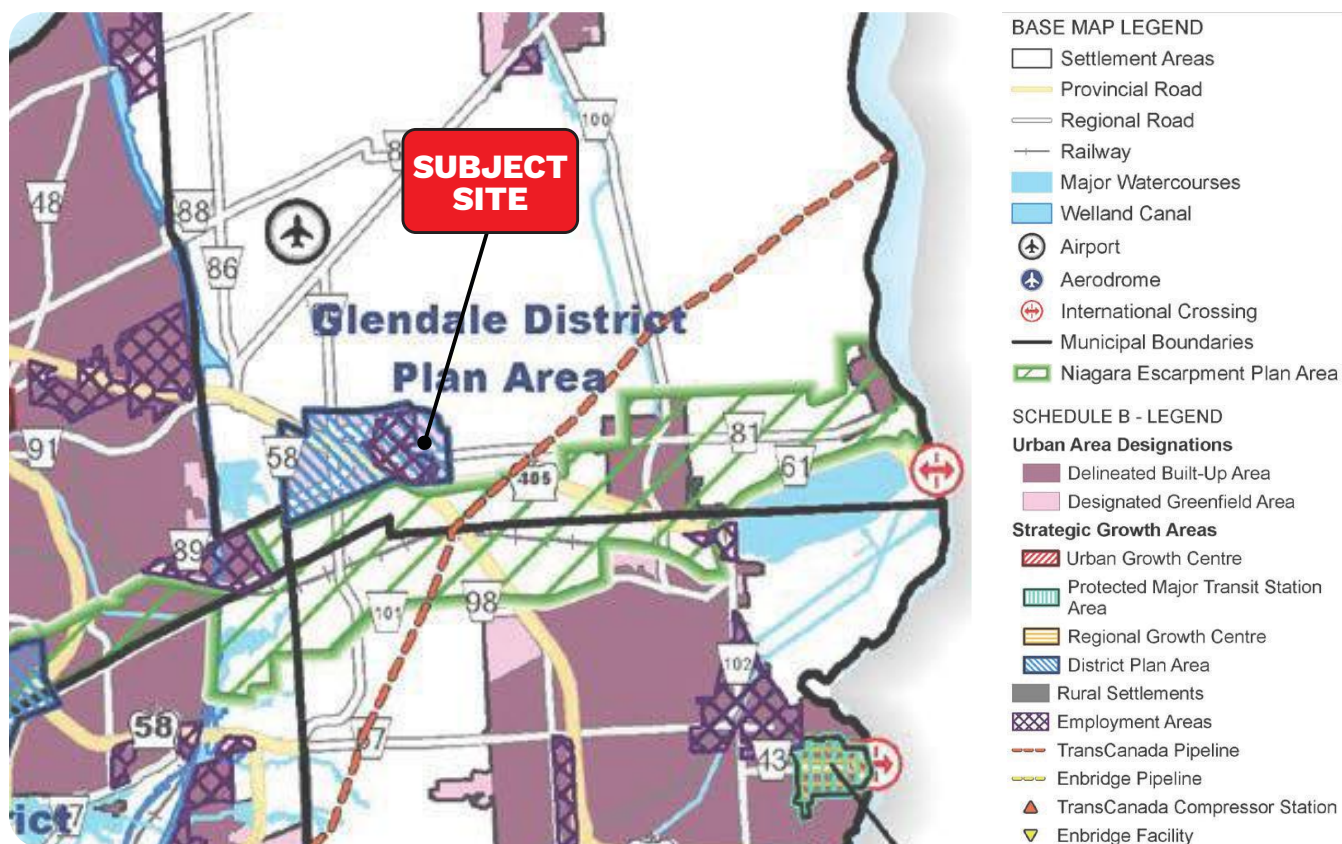 100
SUBJECT
SITE
48
88
86
Glendale District
Plan Area
91
58
81
61
405
89
101
98
102
58
43
rict
BASE MAP LEGEND
Settlement Areas
Provincial Road
Regional Road
Railway
Major Watercourses
Welland Canal
Airport
Aerodrome
International Crossing
Municipal Boundaries
Niagara Escarpment Plan Area
SCHEDULE B - LEGEND
Urban Area Designations
Delineated Built-Up Area
Designated Greenfield Area
Strategic Growth Areas
Urban Growth Centre
Protected Major Transit Station
Area
Regional Growth Centre
District Plan Area
Rural Settlements
Employment Areas
TransCanada Pipeline
Enbridge Pipeline
TransCanada Compressor Station
Enbridge Facility